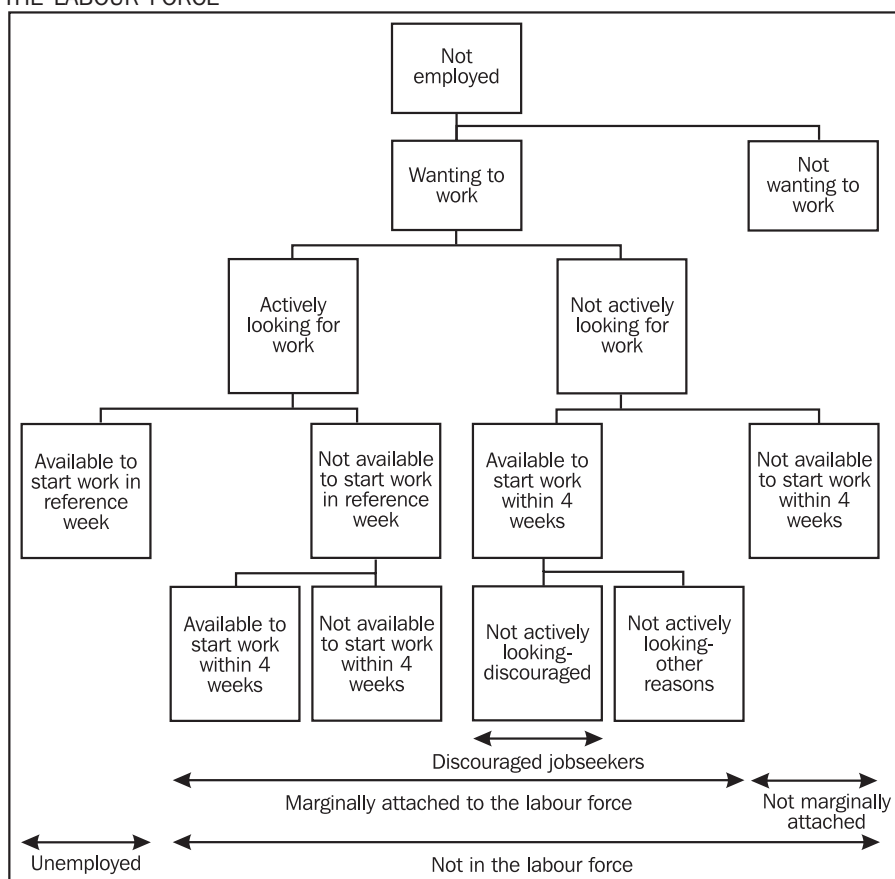 THE LABOUR FORCE
Not
employed
Wanting to
work
Not
wanting to
work
Actively
looking for
work
Not actively
looking for
work
Available to
start work in
reference
week
Not available
to start work
in reference
week
Available to
start work
within 4
weeks
Not available
to start work
within 4
weeks
Available to
start work
within 4
weeks
Not available
to start work
within 4
weeks
Not actively
looking-
discouraged
Not actively
looking-
other
reasons
Discouraged jobseekers
Marginally attached to the labour force
Not marginally
attached
Unemployed
Not in the labour force